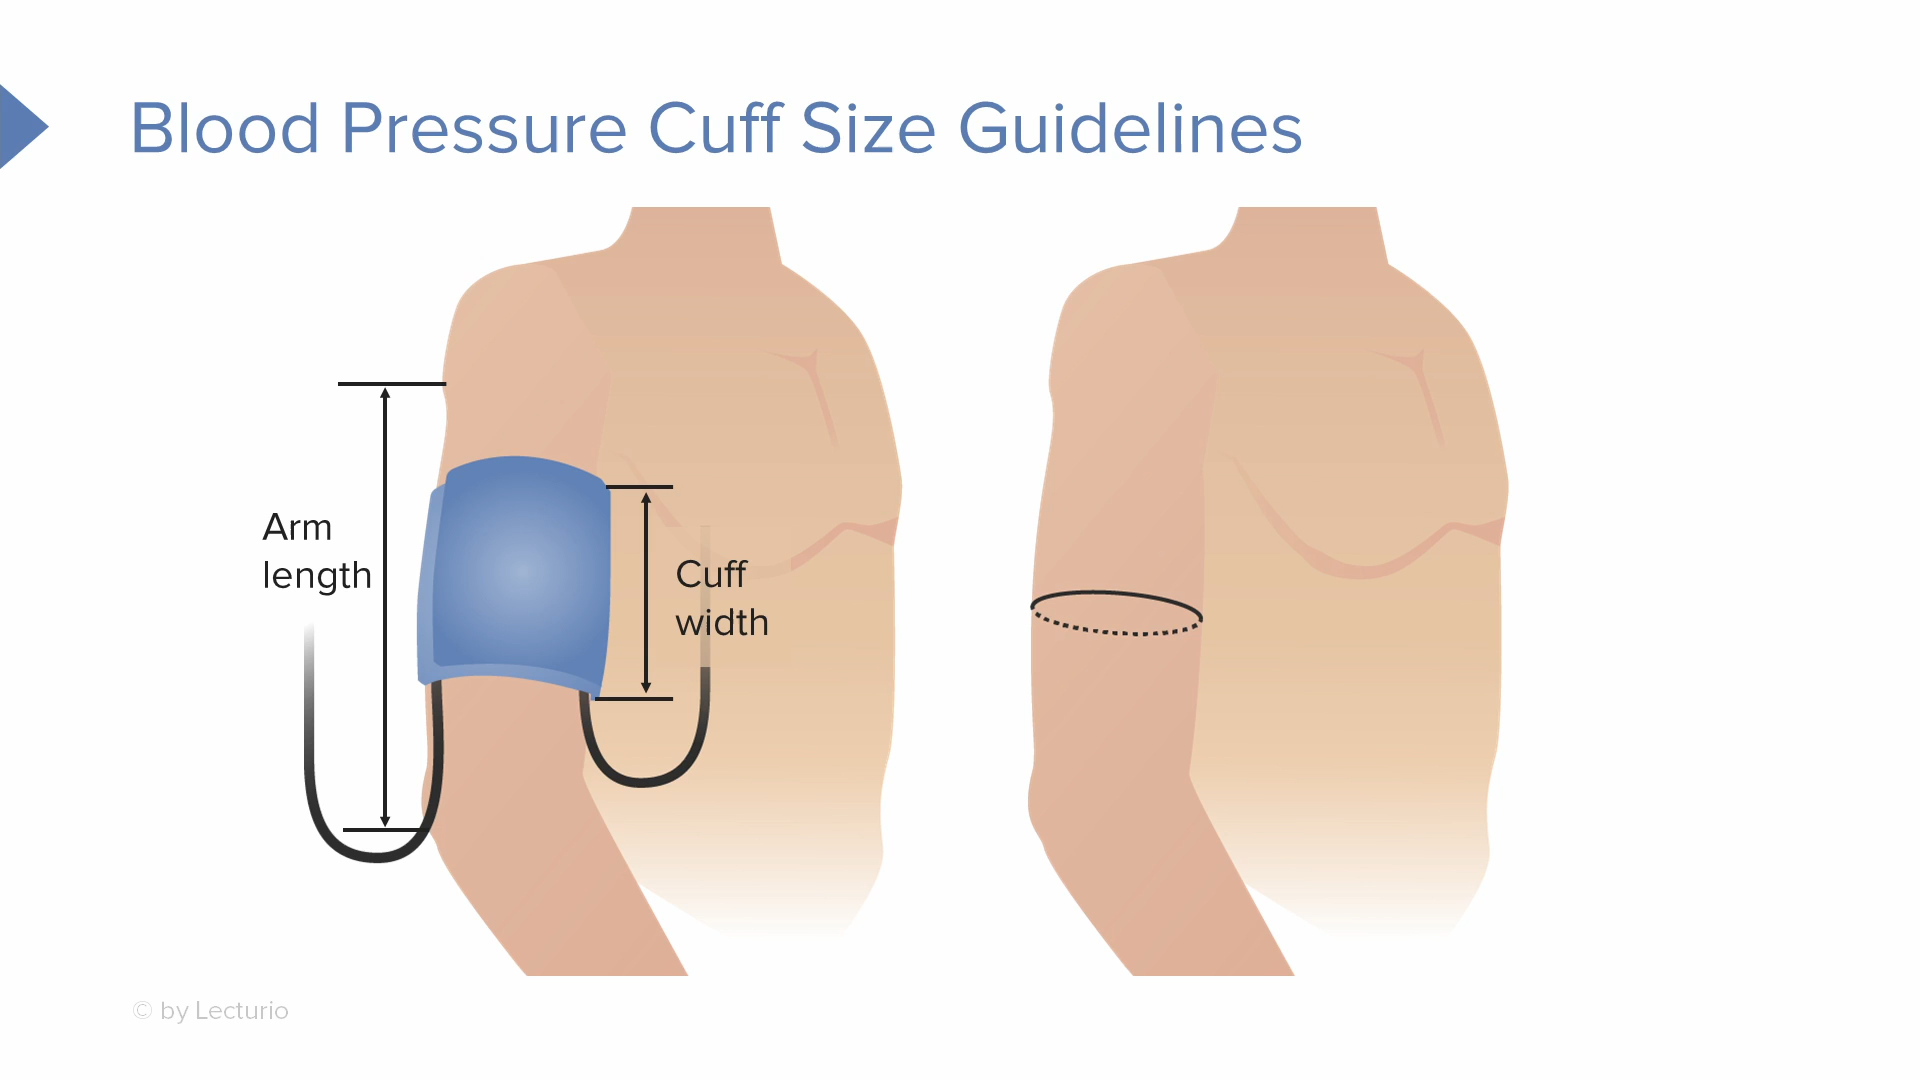 Blood Pressure Cuff Size Guidelines
Arm
length
Cuff
width
© by Lecturio